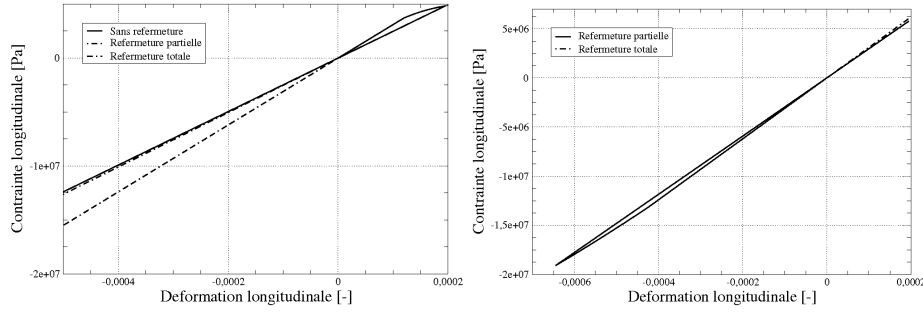 Sans refermeture
Refermeture partielle
Refermeture totale
0
-1e+07
-2e+07
Contrainte longitudinale [Pa]
-0,0004
-0,0002
0
0,0002
Deformation longitudinale [-]
Refermeture partielle
Refermeture totale
5e+06
0
-5e+06
-1e+07
-1,5e+07
-2e+07
Contrainte longitudinale [Pa]
-0,0006
-0,0004
-0,0002
0
0,0002
Deformation longitudinale [-]